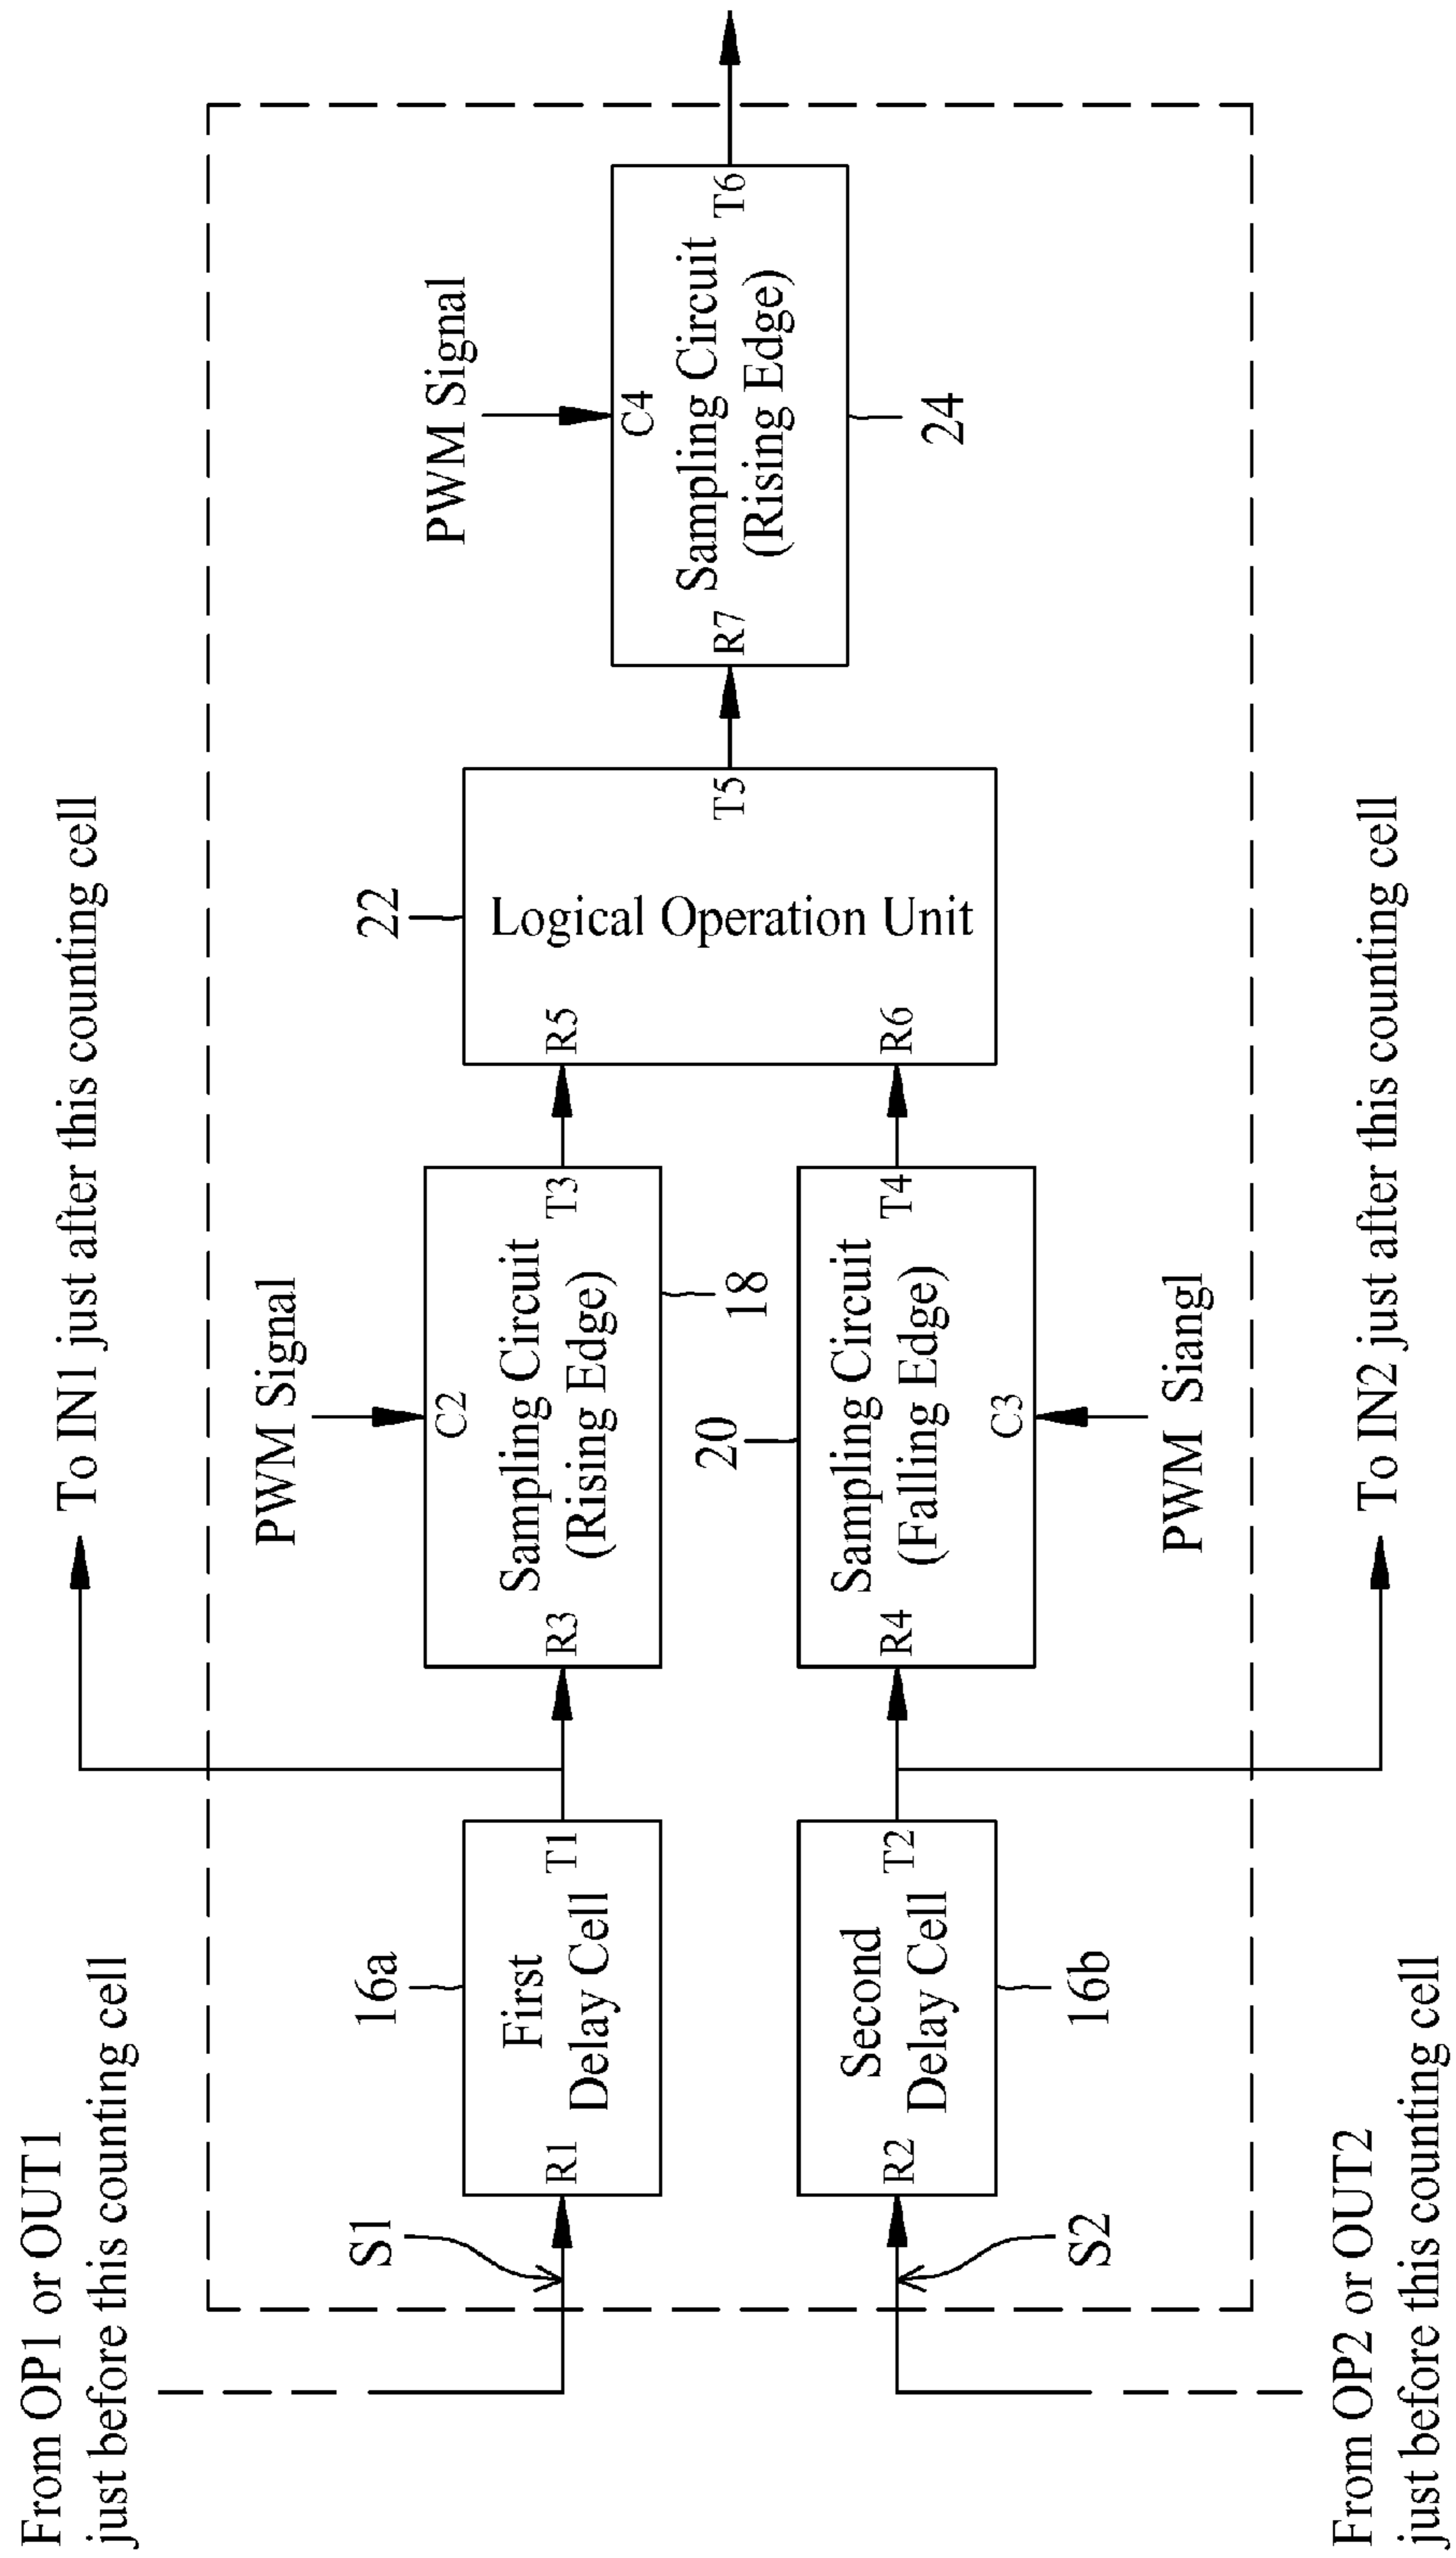 To IN1 just after this counting cell
From OP1 or OUT1
just before this counting cell
PWM Signal
PWM Signal
S1
16a
22
R1
First
Delay Cell
T1
R3
C2
Sampling Circuit
(Rising Edge)
T3
18
R5
Logical Operation Unit
R6
T5
R7
C4
Sampling Circuit
(Rising Edge)
T6
24
20
R2
Second
Delay Cell
T2
R4
Sampling Circuit
(Falling Edge)
C3
T4
S2
16b
PWM Siangl
From OP2 or OUT2
just before this counting cell
To IN2 just after this counting cell